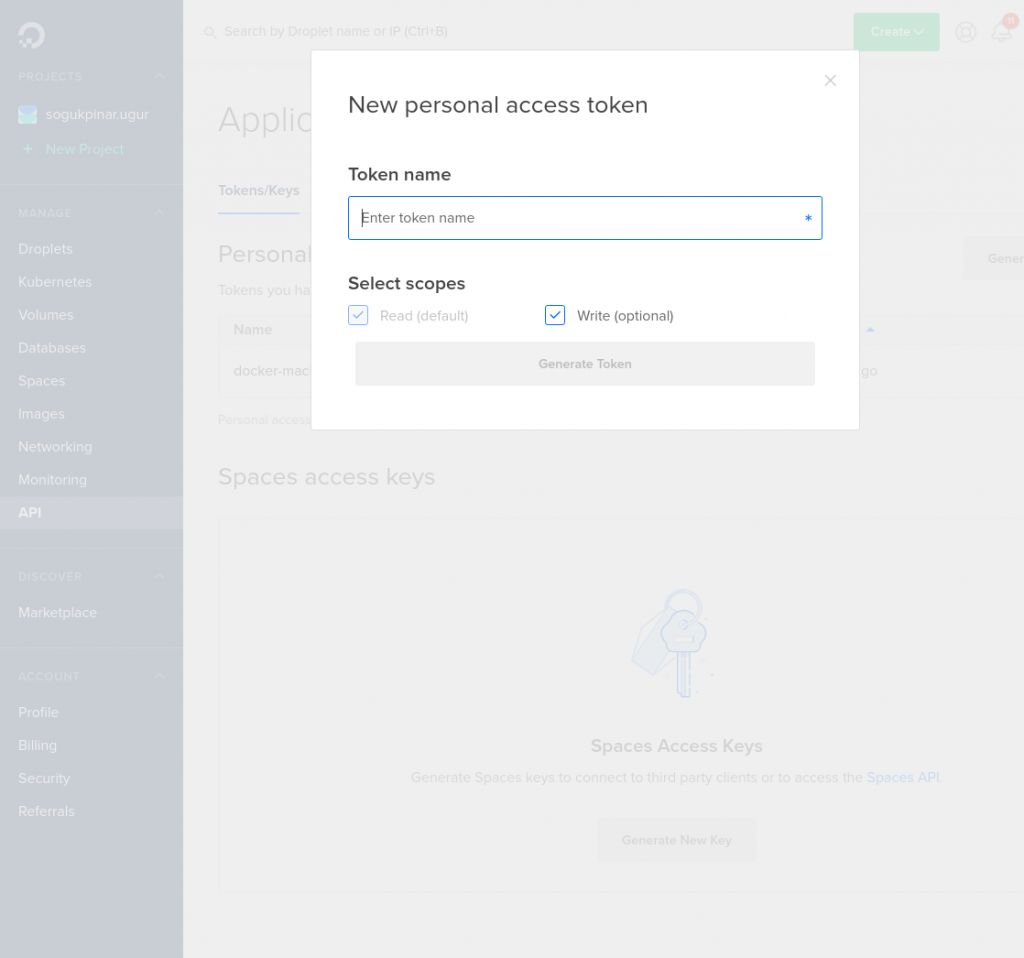 Search by Droplet name or IP (Ctrl+B)
Create
11
PROJECTS
sogukpinar.ugur
+ New Project
MANAGE
Droplets
Kubernetes
Volumes
Databases
Spaces
Images
Networking
Monitoring
API
DISCOVER
Marketplace
ACCOUNT
Profile
Billing
Security
Referrals
Applic
Tokens/Keys
Personal
Gener
Tokens you ha
Name
docker-mac
go
Personal access
New personal access token
Token name
Enter token name
*
Select scopes
Read (default)
Write (optional)
Generate Token
Spaces access keys
Spaces Access Keys
Generate Spaces keys to connect to third party clients or to access the Spaces API.
Generate New Key